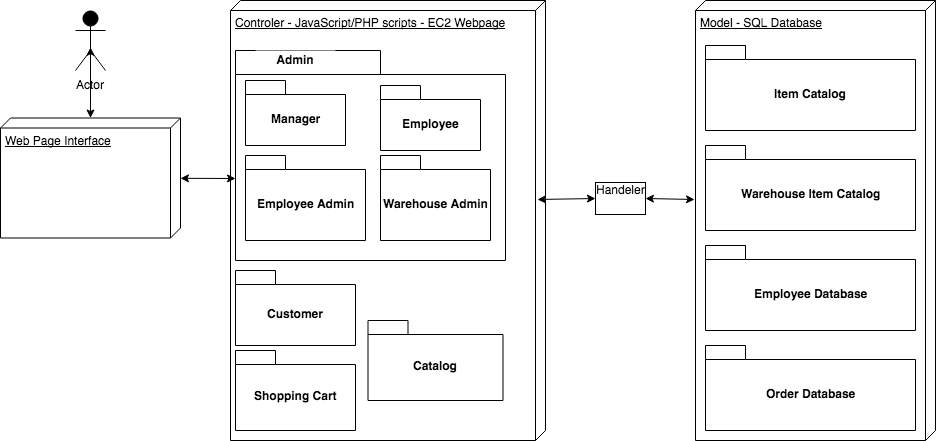 Actor
Web Page Interface
Controler - JavaScript/PHP scripts - EC2 Webpage
Admin
Manager
Employee
Employee Admin
Warehouse Admin
Customer
Shopping Cart
Catalog
Handeler
Model - SQL Database
Item Catalog
Warehouse Item Catalog
Employee Database
Order Database